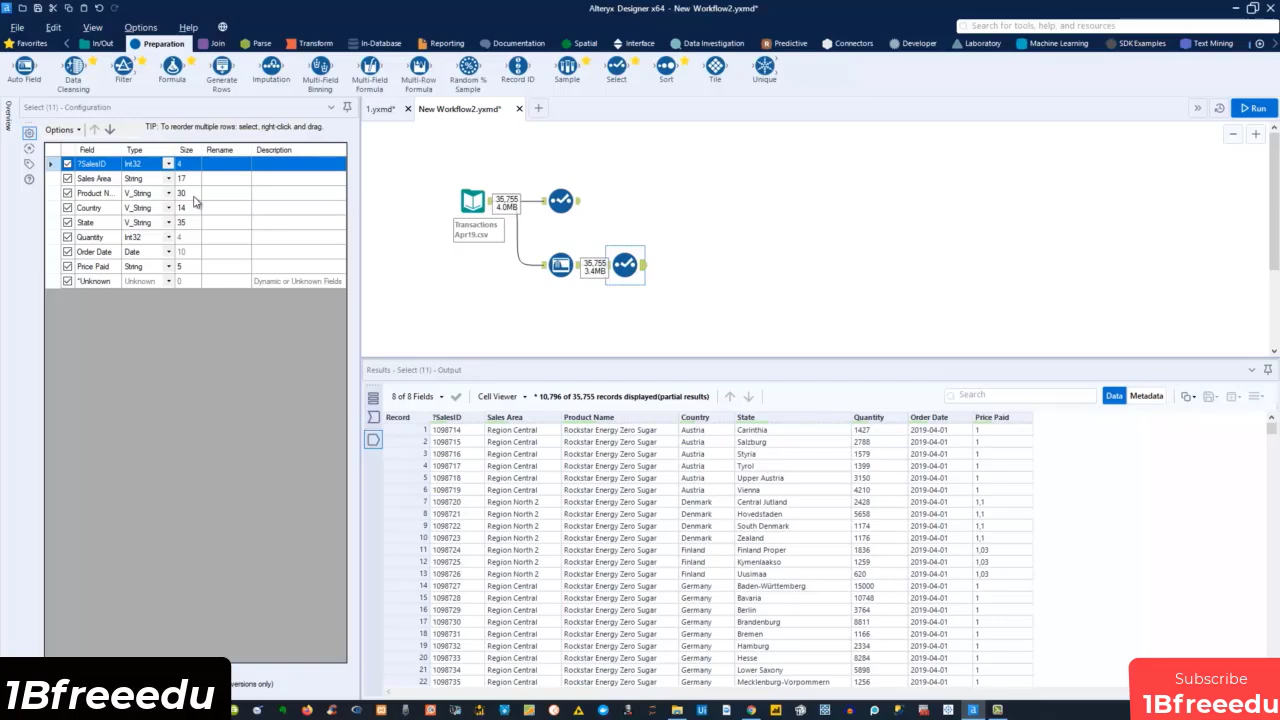 Alteryx Designer x64 - New Workflow2.yxmd*
File Edit View Options Help
Search for tools, help, and resources
Favorites In/Out Preparation Join Parse Transform In-Database Reporting Documentation Spatial Interface Data Investigation Predictive Connectors Developer Laboratory Machine Learning SDKExamples Text Mining
Auto Field Data Cleansing Filter Formula Generate Rows Imputation Multi-Field Binning Multi-Field Formula Multi-Row Formula Random % Sample Record ID Sample Select Sort Tile Unique
Overview
Select (11) - Configuration
1.yxmd* New Workflow2.yxmd*
Run
Options TIP: To reorder multiple rows: select, right-click and drag.
Field Type Size Rename Description
?SalesID Int32 4
Sales Area String 17
Product N... V_String 30
Country V_String 14
State V_String 35
Quantity Int32 4
Order Date Date 10
Price Paid String 5
*Unknown Unknown 0 Dynamic or Unknown Fields
35,755
4.0MB
Transactions
Apr19.csv
35,755
3.4MB
Results - Select (11) - Output
8 of 8 Fields Cell Viewer * 10,796 of 35,755 records displayed(partial results) Search Data Metadata
Record ?SalesID Sales Area Product Name Country State Quantity Order Date Price Paid
1 1098714 Region Central Rockstar Energy Zero Sugar Austria Carinthia 1427 2019-04-01 1
2 1098715 Region Central Rockstar Energy Zero Sugar Austria Salzburg 2788 2019-04-01 1
3 1098716 Region Central Rockstar Energy Zero Sugar Austria Styria 1579 2019-04-01 1
4 1098717 Region Central Rockstar Energy Zero Sugar Austria Tyrol 1399 2019-04-01 1
5 1098718 Region Central Rockstar Energy Zero Sugar Austria Upper Austria 3150 2019-04-01 1
6 1098719 Region Central Rockstar Energy Zero Sugar Austria Vienna 4210 2019-04-01 1
7 1098720 Region North 2 Rockstar Energy Zero Sugar Denmark Central Jutland 2428 2019-04-01 1,1
8 1098721 Region North 2 Rockstar Energy Zero Sugar Denmark Hovedstaden 5658 2019-04-01 1,1
9 1098722 Region North 2 Rockstar Energy Zero Sugar Denmark South Denmark 1174 2019-04-01 1,1
10 1098723 Region North 2 Rockstar Energy Zero Sugar Denmark Zealand 1176 2019-04-01 1,1
11 1098724 Region North 2 Rockstar Energy Zero Sugar Finland Finland Proper 1836 2019-04-01 1,03
12 1098725 Region North 2 Rockstar Energy Zero Sugar Finland Kymenlaakso 1259 2019-04-01 1,03
13 1098726 Region North 2 Rockstar Energy Zero Sugar Finland Uusimaa 620 2019-04-01 1,03
14 1098727 Region Central Rockstar Energy Zero Sugar Germany Baden-Württemberg 15000 2019-04-01 1
15 1098728 Region Central Rockstar Energy Zero Sugar Germany Bavaria 10748 2019-04-01 1
16 1098729 Region Central Rockstar Energy Zero Sugar Germany Berlin 3764 2019-04-01 1
17 1098730 Region Central Rockstar Energy Zero Sugar Germany Brandenburg 8811 2019-04-01 1
18 1098731 Region Central Rockstar Energy Zero Sugar Germany Bremen 1166 2019-04-01 1
19 1098732 Region Central Rockstar Energy Zero Sugar Germany Hamburg 2334 2019-04-01 1
20 1098733 Region Central Rockstar Energy Zero Sugar Germany Hesse 8284 2019-04-01 1
21 1098734 Region Central Rockstar Energy Zero Sugar Germany Lower Saxony 5898 2019-04-01 1
22 1098735 Region Central Rockstar Energy Zero Sugar Germany Mecklenburg-Vorpommern 1256 2019-04-01 1
versions only)
1Bfreeedu
Subscribe
1Bfreeedu